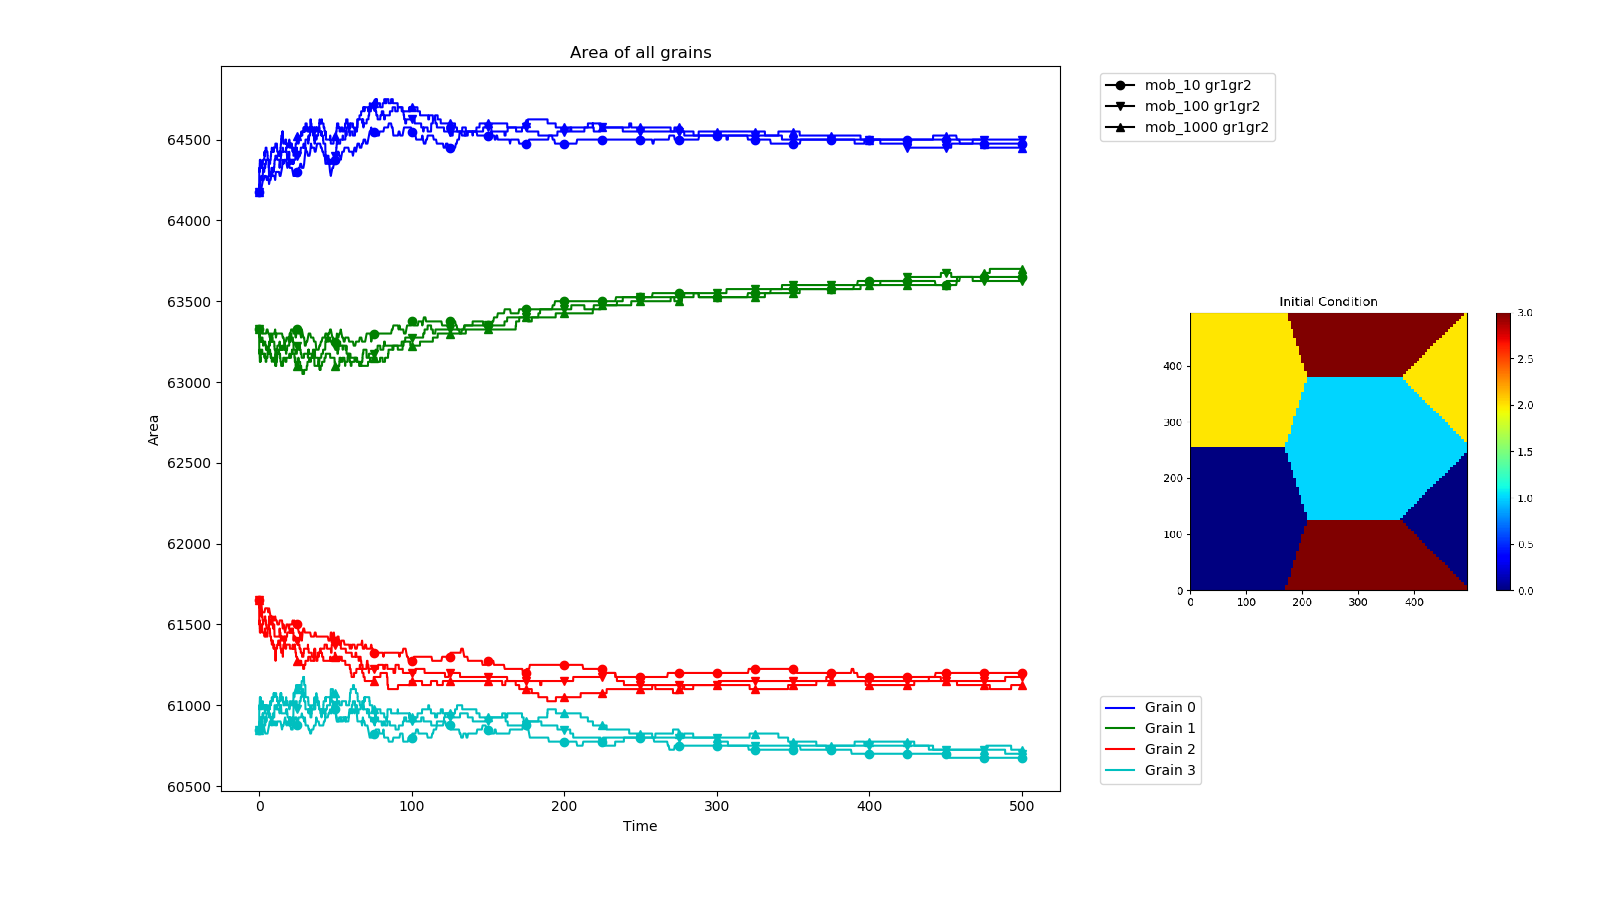 Area of all grains
mob_10 gr1gr2
mob_100 gr1gr2
mob_1000 gr1gr2
64500
64000
63500
63000
62500
62000
61500
61000
60500
Area
0 100 200 300 400 500
Time
Initial Condition
400
300
200
100
0
0 100 200 300 400
3.0
2.5
2.0
1.5
1.0
0.5
0.0
Grain 0
Grain 1
Grain 2
Grain 3